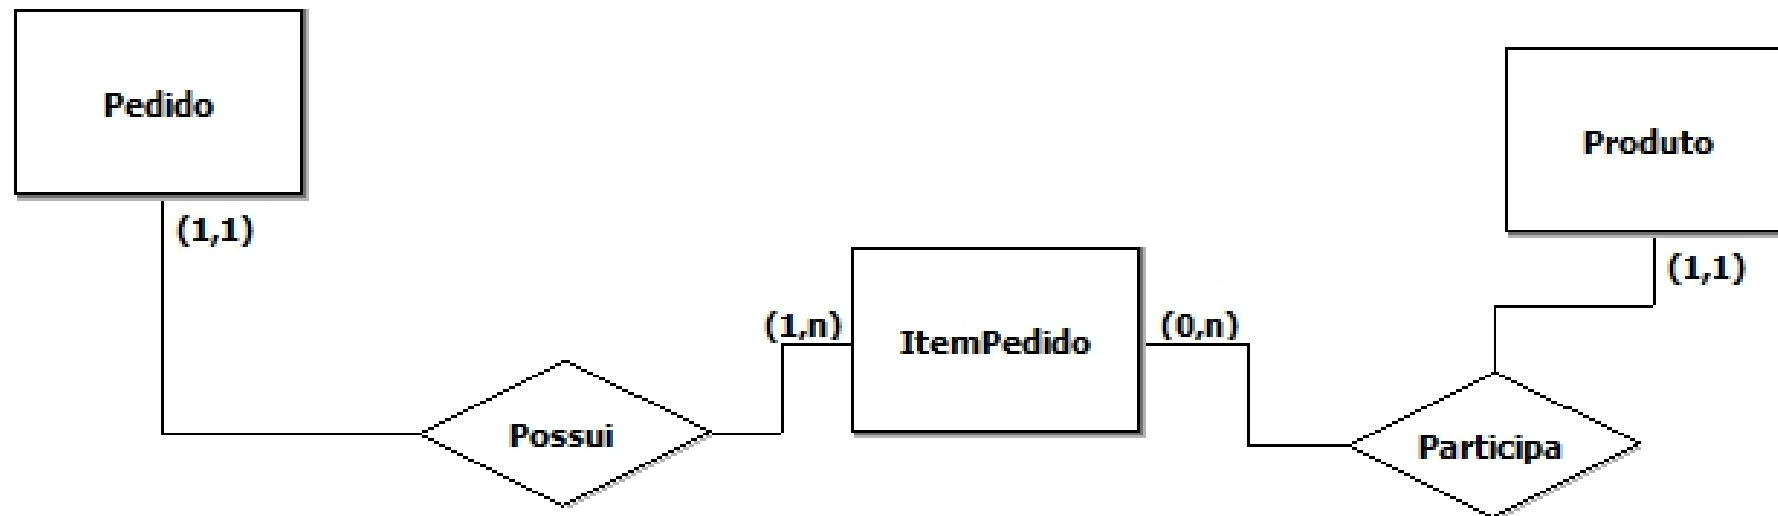 Pedido
Produto
(1,1)
(1,1)
(1,n)
ItemPedido
(0,n)
Possui
Participa